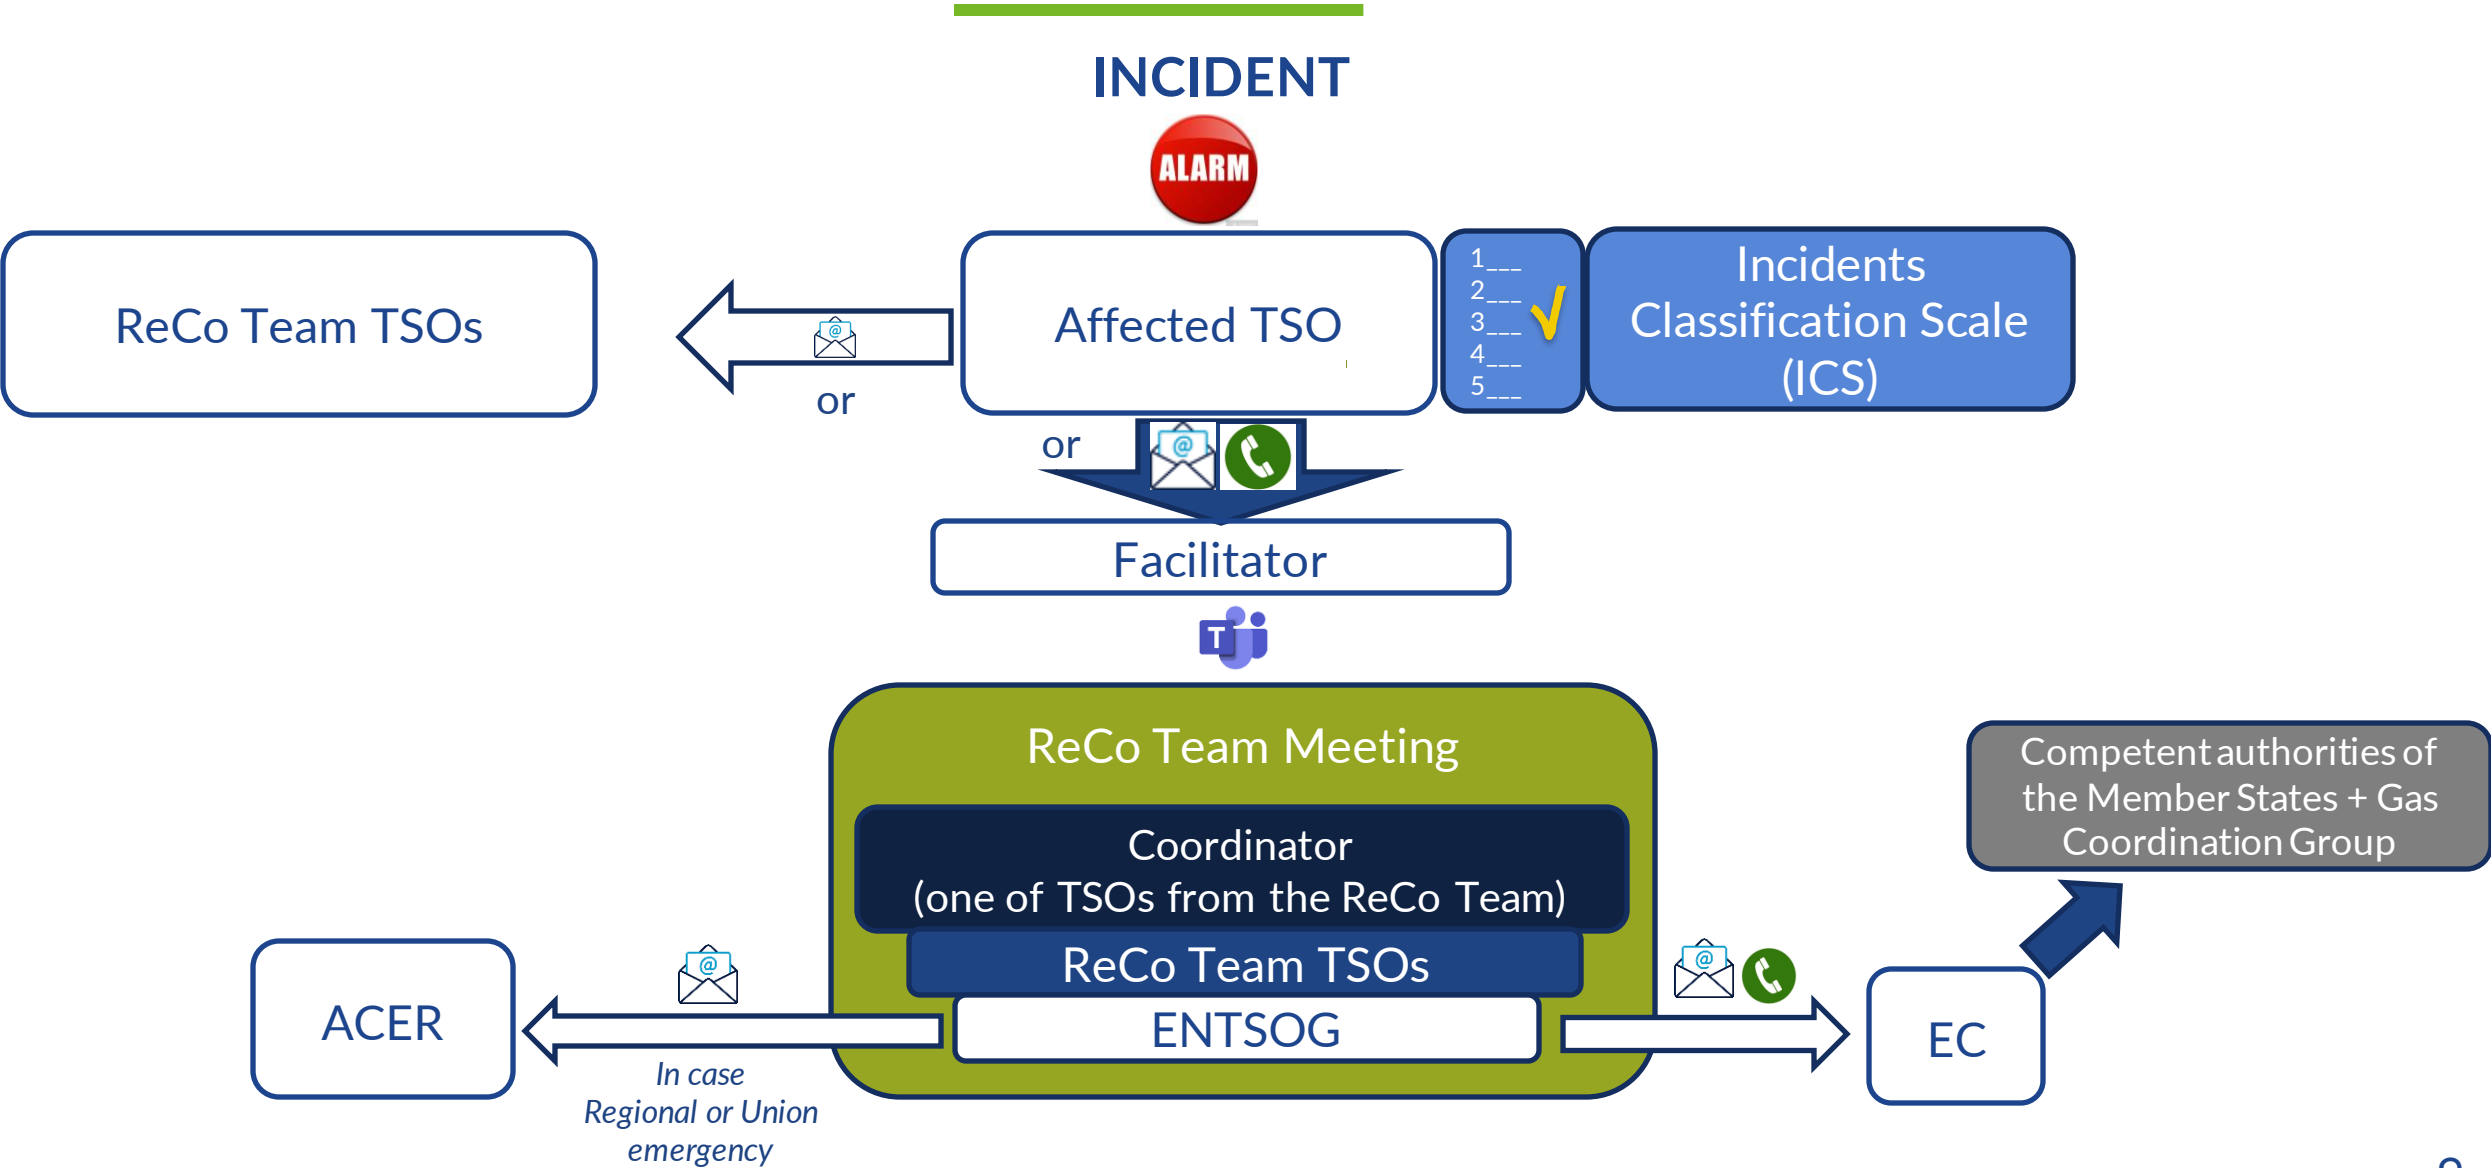 INCIDENT
ALARM
ReCo Team TSOs
or
Affected TSO
1___
2___
3___
4___
5___
Incidents
Classification Scale
(ICS)
or
@
@
Facilitator
T
ReCo Team Meeting
Coordinator
(one of TSOs from the ReCo Team)
ReCo Team TSOs
ENTSOG
@
ACER
In case
Regional or Union
emergency
@
EC
Competent authorities of
the Member States + Gas
Coordination Group